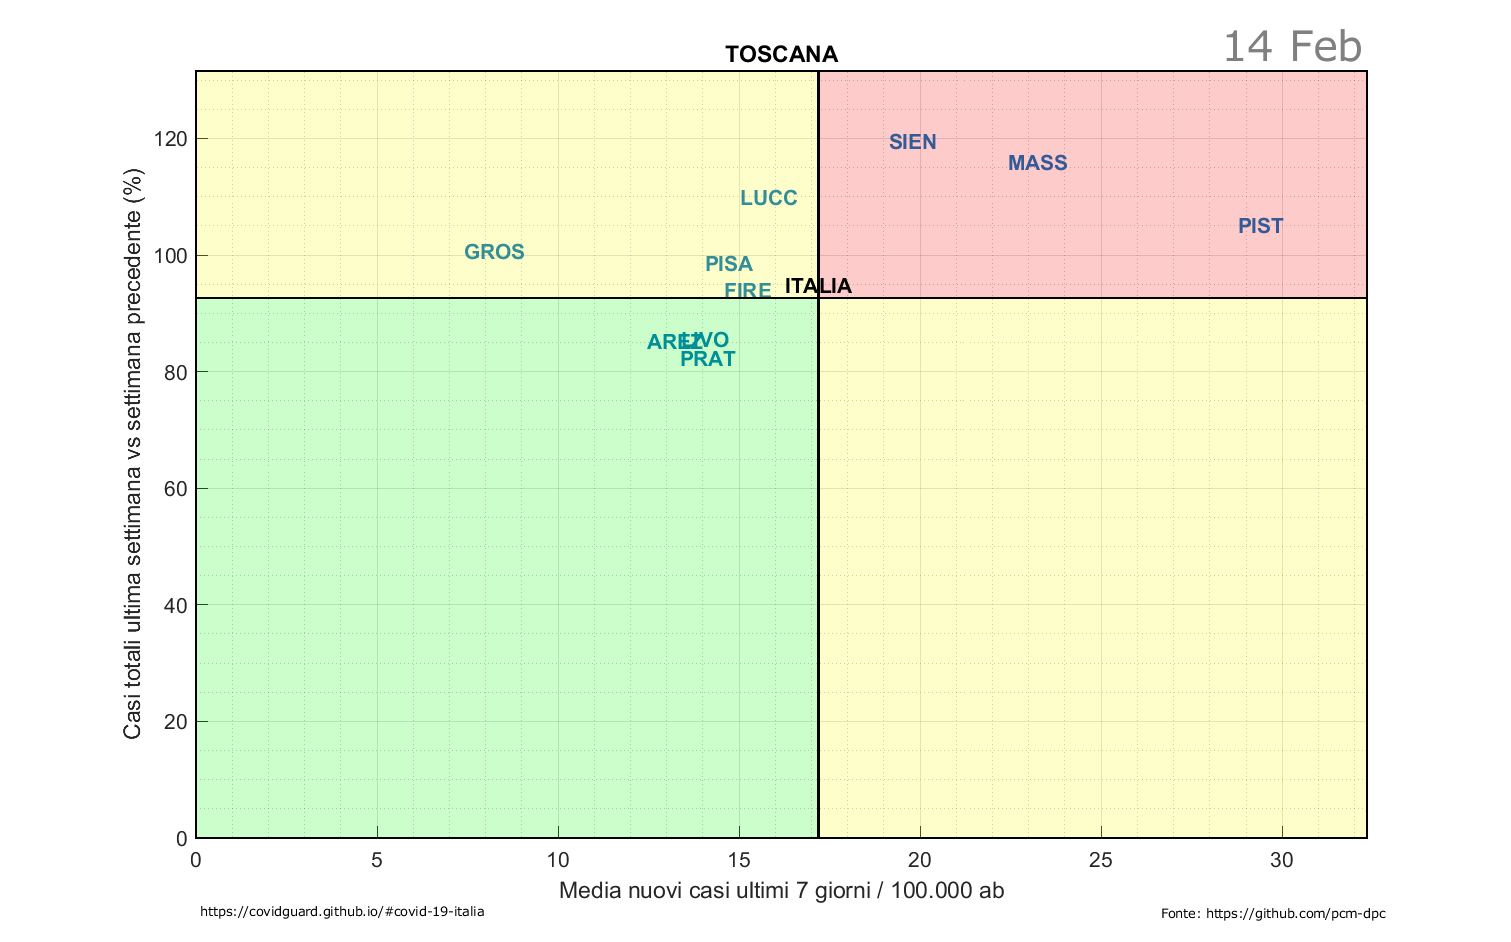 14 Feb
TOSCANA
Casi totali ultima settimana vs settimana precedente (%)
120
100
80
60
40
20
0
SIEN
MASS
LUCC
PIST
GROS
PISA
ITALIA
FIRE
AREZ
LIVO
PRAT
0 5 10 15 20 25 30
Media nuovi casi ultimi 7 giorni / 100.000 ab
https://covidguard.github.io/#covid-19-italia
Fonte: https://github.com/pcm-dpc